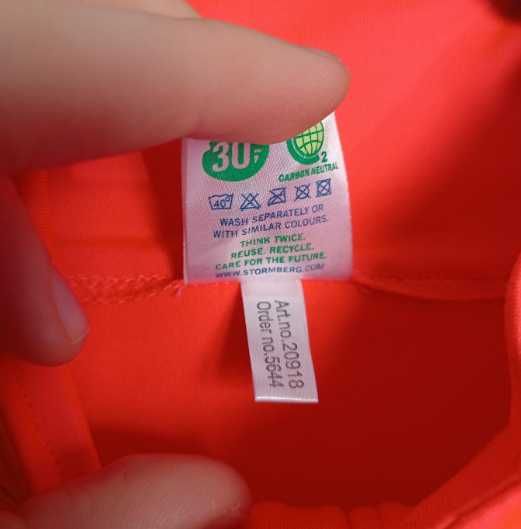 30
2
CARBON NEUTRAL
40°
WASH SEPARATELY OR
WITH SIMILAR COLOURS.
THINK TWICE.
REUSE. RECYCLE.
CARE FOR THE FUTURE.
WWW.STORMBERG.COM
Art.no.20918
Order no.5644